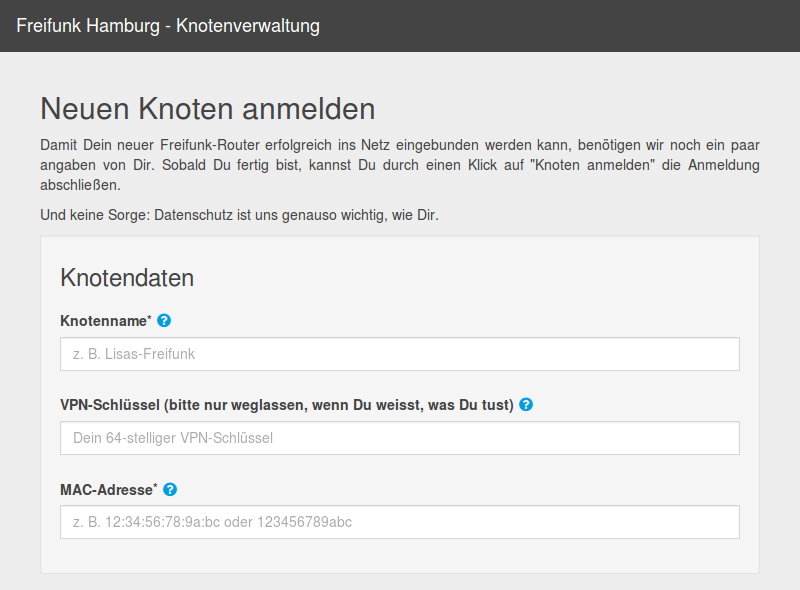 Freifunk Hamburg - Knotenverwaltung
Neuen Knoten anmelden
Damit Dein neuer Freifunk-Router erfolgreich ins Netz eingebunden werden kann, benötigen wir noch ein paar
angaben von Dir. Sobald Du fertig bist, kannst Du durch einen Klick auf "Knoten anmelden" die Anmeldung
abschließen.
Und keine Sorge: Datenschutz ist uns genauso wichtig, wie Dir.
Knotendaten
Knotenname* ?
z. B. Lisas-Freifunk
VPN-Schlüssel (bitte nur weglassen, wenn Du weisst, was Du tust) ?
Dein 64-stelliger VPN-Schlüssel
MAC-Adresse* ?
z. B. 12:34:56:78:9a:bc oder 123456789abc